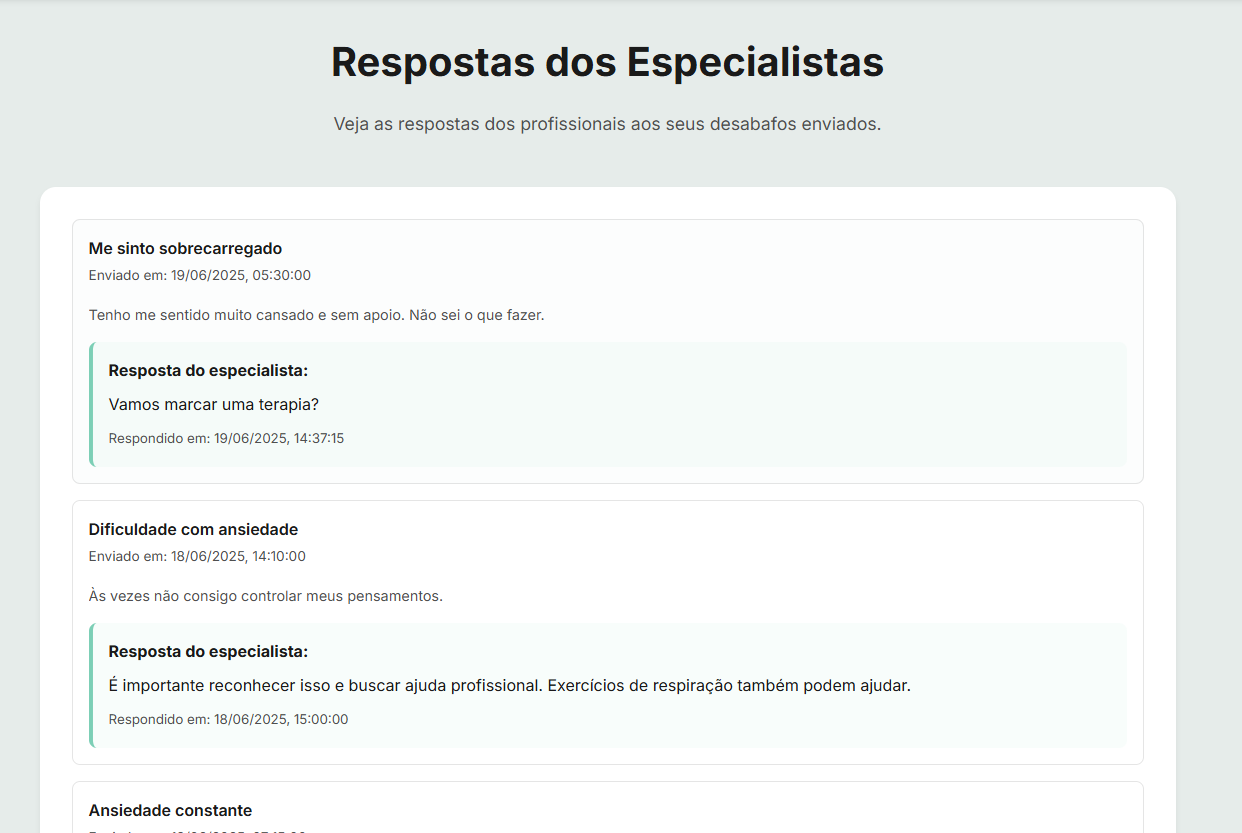 Respostas dos Especialistas
Veja as respostas dos profissionais aos seus desabafos enviados.
Me sinto sobrecarregado
Enviado em: 19/06/2025, 05:30:00
Tenho me sentido muito cansado e sem apoio. Não sei o que fazer.
Resposta do especialista:
Vamos marcar uma terapia?
Respondido em: 19/06/2025, 14:37:15
Dificuldade com ansiedade
Enviado em: 18/06/2025, 14:10:00
Às vezes não consigo controlar meus pensamentos.
Resposta do especialista:
É importante reconhecer isso e buscar ajuda profissional. Exercícios de respiração também podem ajudar.
Respondido em: 18/06/2025, 15:00:00
Ansiedade constante